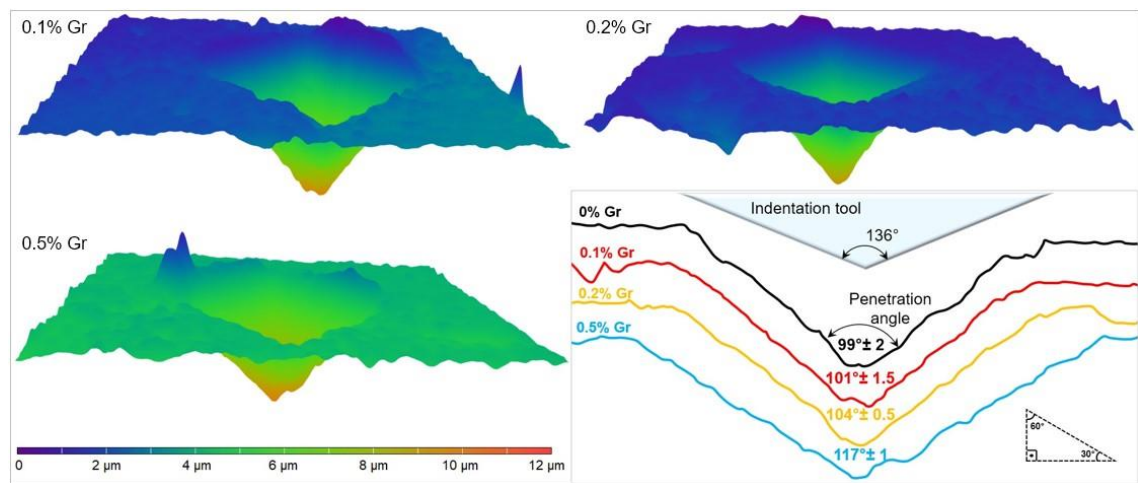 0.1% Gr
0.2% Gr
0.5% Gr
0
2 µm
4 µm
6 µm
8 µm
10 µm
12 µm
0% Gr
Indentation tool
136°
0.1% Gr
0.2% Gr
Penetration
angle
0.5% Gr
99°± 2
101°± 1.5
104°± 0.5
117°± 1
60°
30°